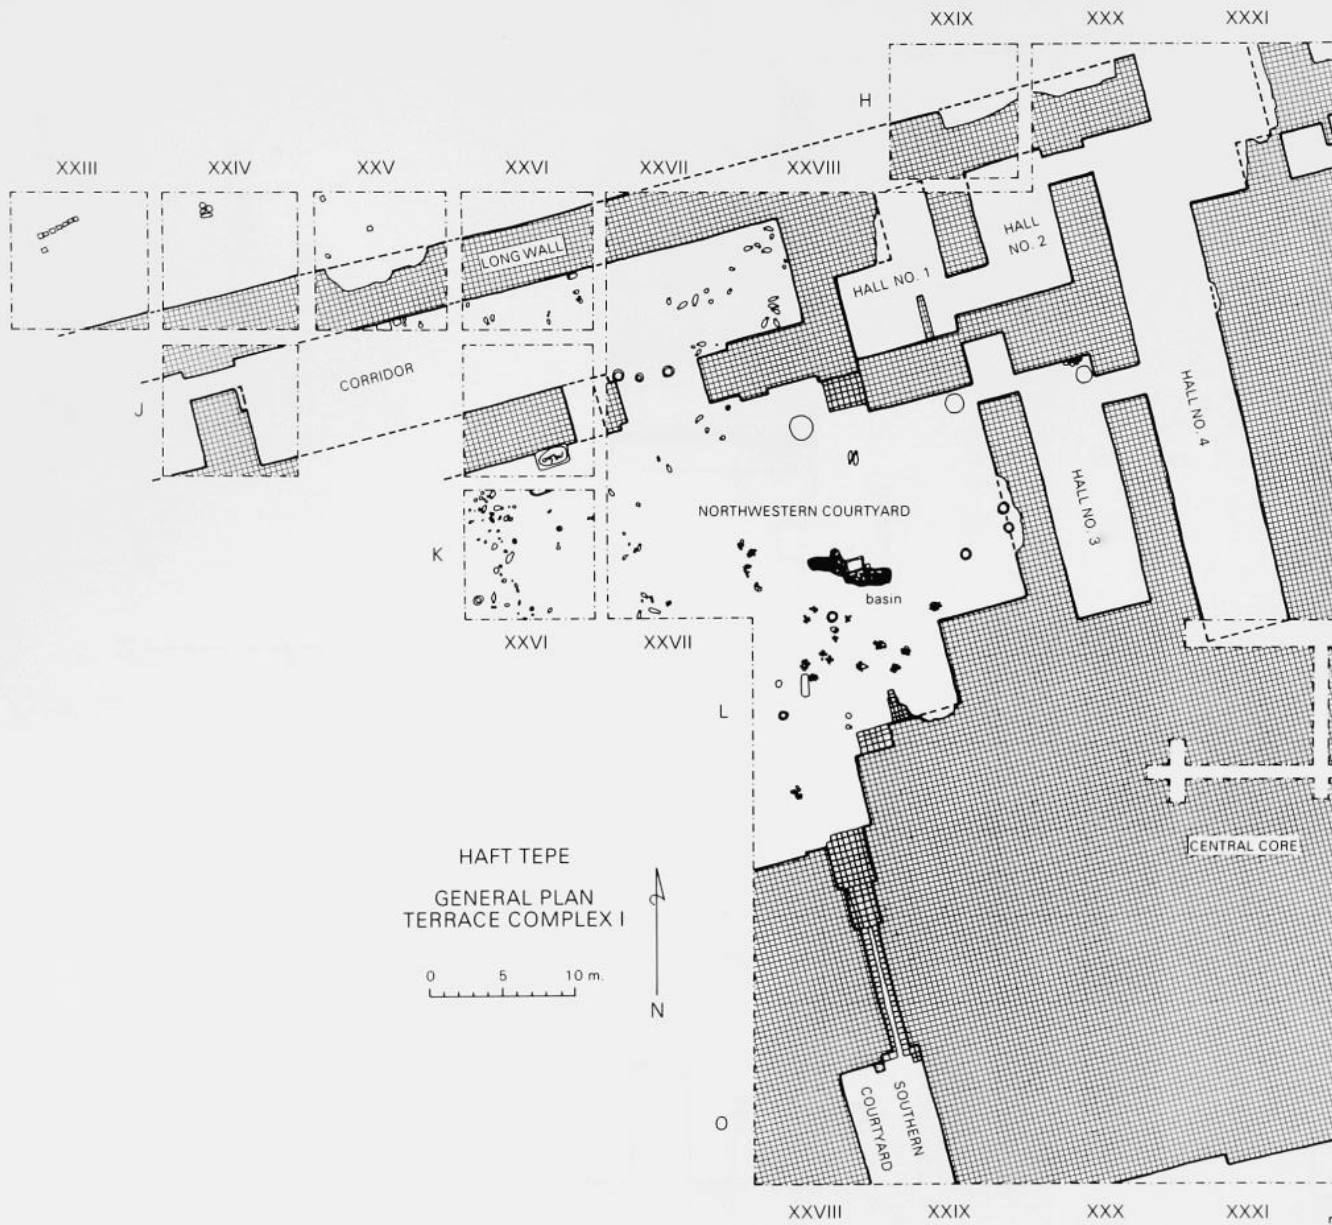 XXIX XXX XXXI
H
XXIII XXIV XXV XXVI XXVII XXVIII
LONG WALL
HALL
NO. 2
HALL NO. 1
CORRIDOR
J
HALL NO. 4
HALL NO. 3
NORTHWESTERN COURTYARD
K
basin
XXVI XXVII
L
CENTRAL CORE
HAFT TEPE
GENERAL PLAN
TERRACE COMPLEX I
0 5 10 m.
N
SOUTHERN
COURTYARD
O
XXVIII XXIX XXX XXXI